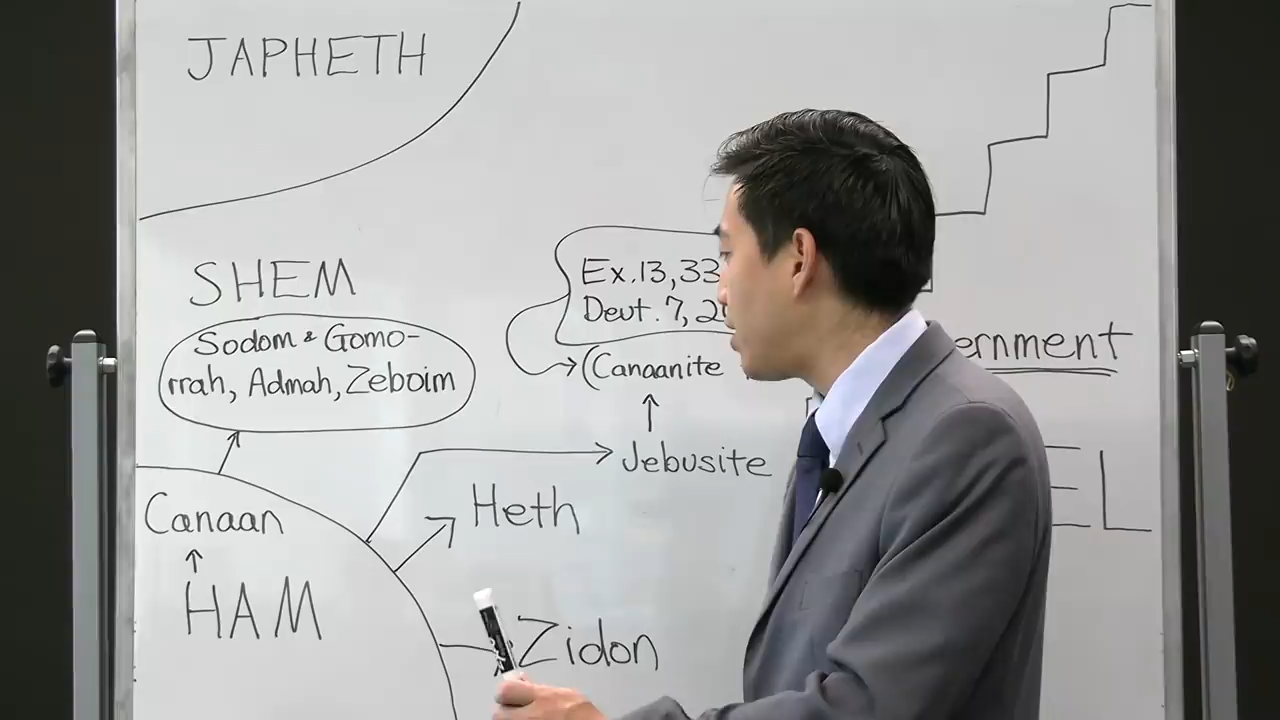 JAPHETH
SHEM
Sodom & Gomo-
rrah, Admah, Zeboim
Ex. 13, 33
Deut. 7,
(Canaanite
Jebusite
Canaan
Heth
HAM
Zidon
ernment
EL